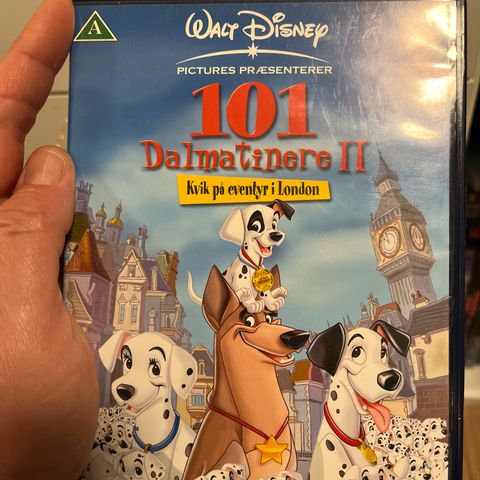 A
WALT DISNEY
PICTURES PRÆSENTERER
101
Dalmatinere II
Kvik på eventyr i London